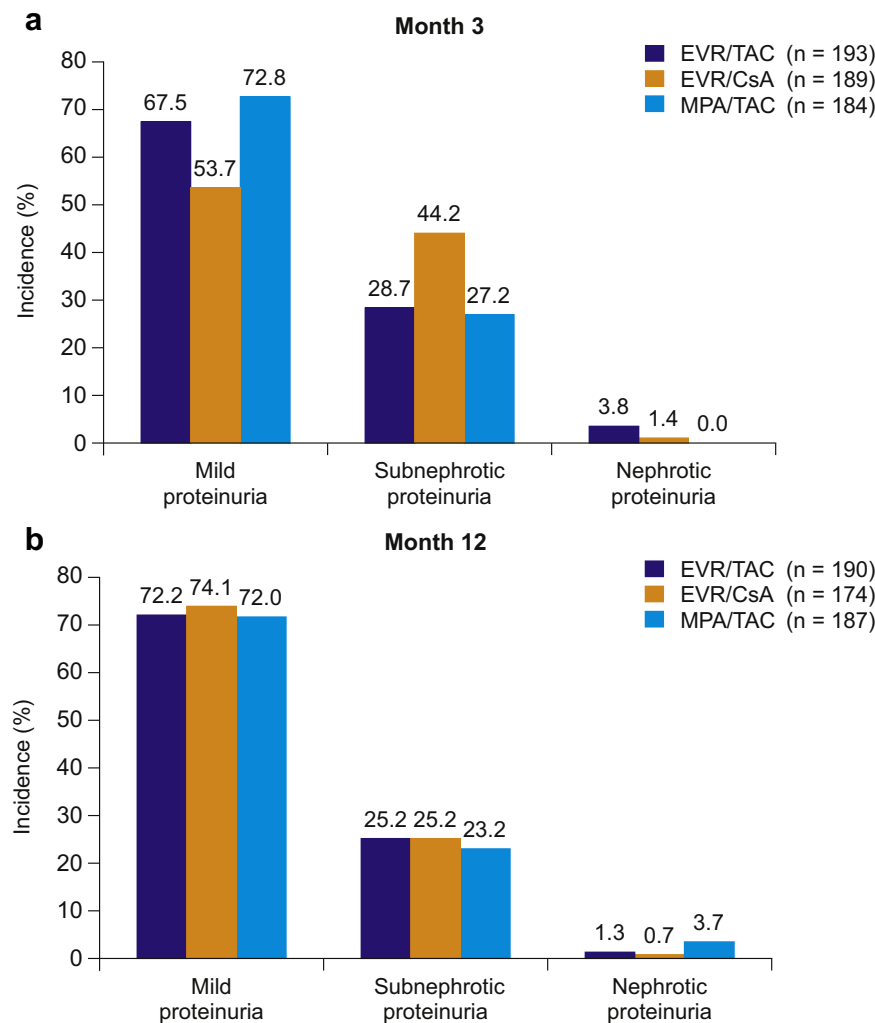 a
Month 3
EVR/TAC (n = 193)
EVR/CsA (n = 189)
MPA/TAC (n = 184)
Incidence (%)
80
70
60
50
40
30
20
10
0
67.5
53.7
72.8
28.7
44.2
27.2
3.8
1.4
0.0
Mild
proteinuria
Subnephrotic
proteinuria
Nephrotic
proteinuria
b
Month 12
EVR/TAC (n = 190)
EVR/CsA (n = 174)
MPA/TAC (n = 187)
Incidence (%)
80
70
60
50
40
30
20
10
0
72.2
74.1
72.0
25.2
25.2
23.2
1.3
0.7
3.7
Mild
proteinuria
Subnephrotic
proteinuria
Nephrotic
proteinuria